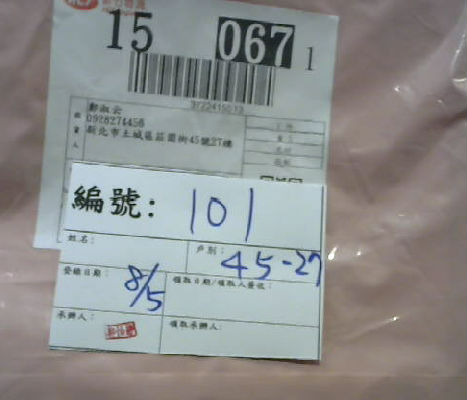 15 067 1
3722415013
鄭淑云
0928274456
新北市土城區莊園街45號27樓
編號: 101
姓名:
戶別: 45-27
登錄日期: 8/5
領取日期/領取人簽收:
承辦人:
領取承辦人: